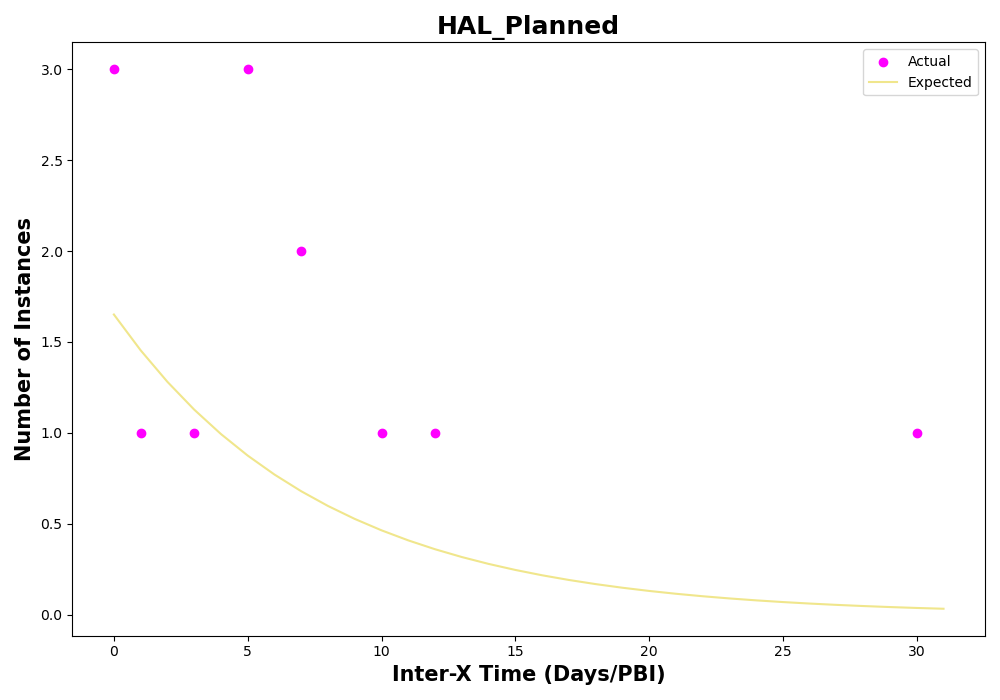 HAL_Planned
Actual
Expected
Number of Instances
3.0
2.5
2.0
1.5
1.0
0.5
0.0
0
5
10
15
20
25
30
Inter-X Time (Days/PBI)